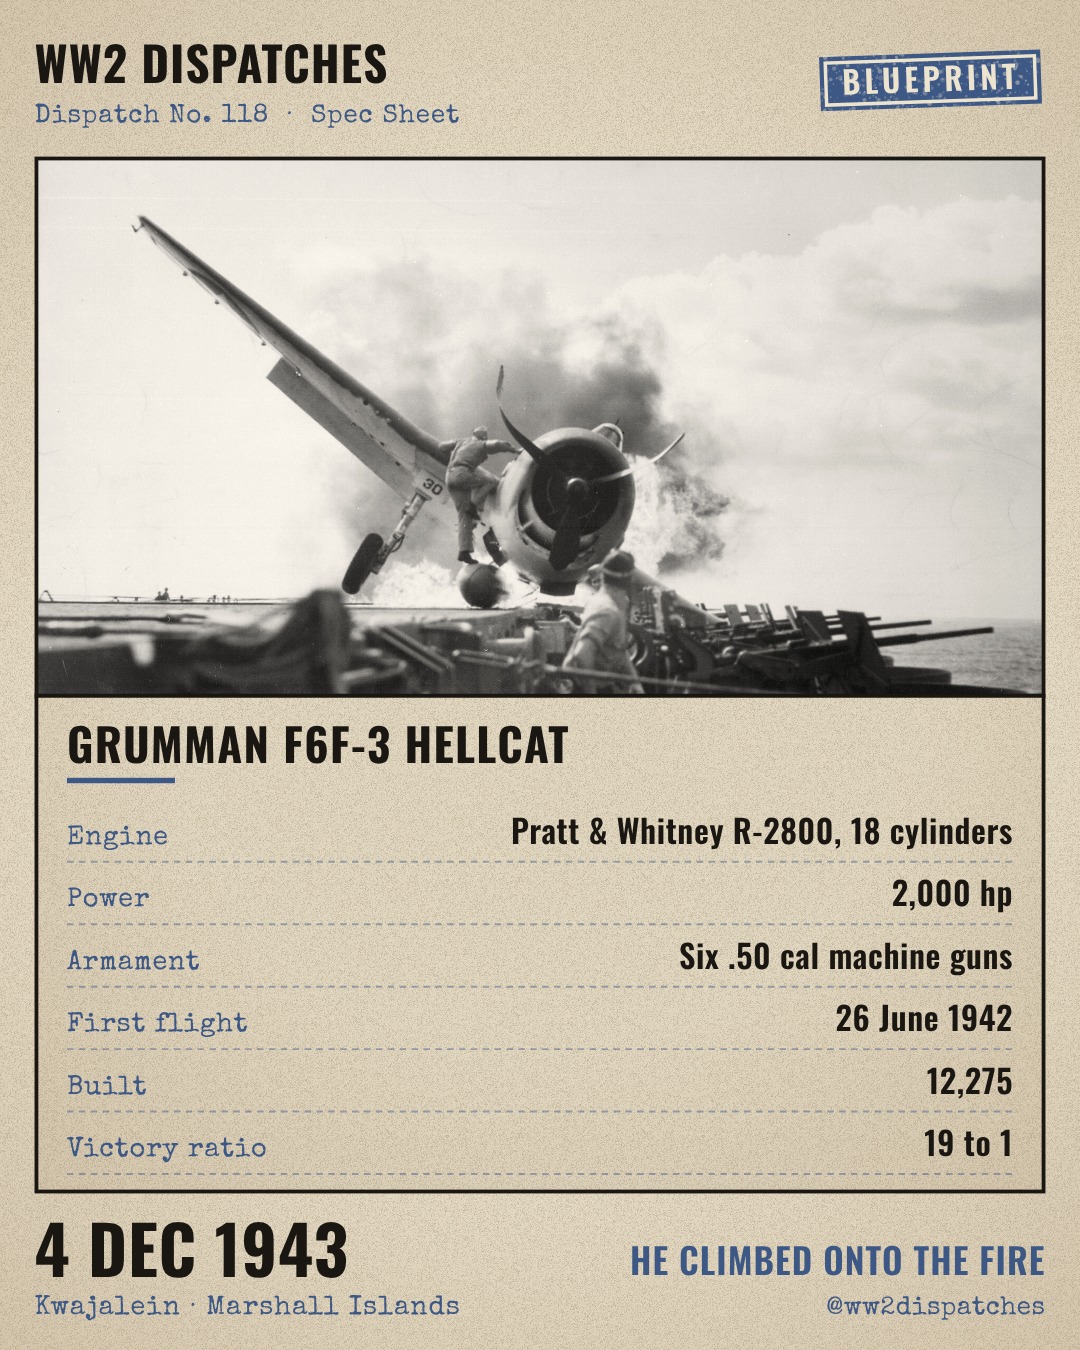 WW2 DISPATCHES
Dispatch No. 118 · Spec Sheet
BLUEPRINT
30
GRUMMAN F6F-3 HELLCAT
Engine Pratt & Whitney R-2800, 18 cylinders
Power 2,000 hp
Armament Six .50 cal machine guns
First flight 26 June 1942
Built 12,275
Victory ratio 19 to 1
4 DEC 1943
HE CLIMBED ONTO THE FIRE
Kwajalein · Marshall Islands
@ww2dispatches